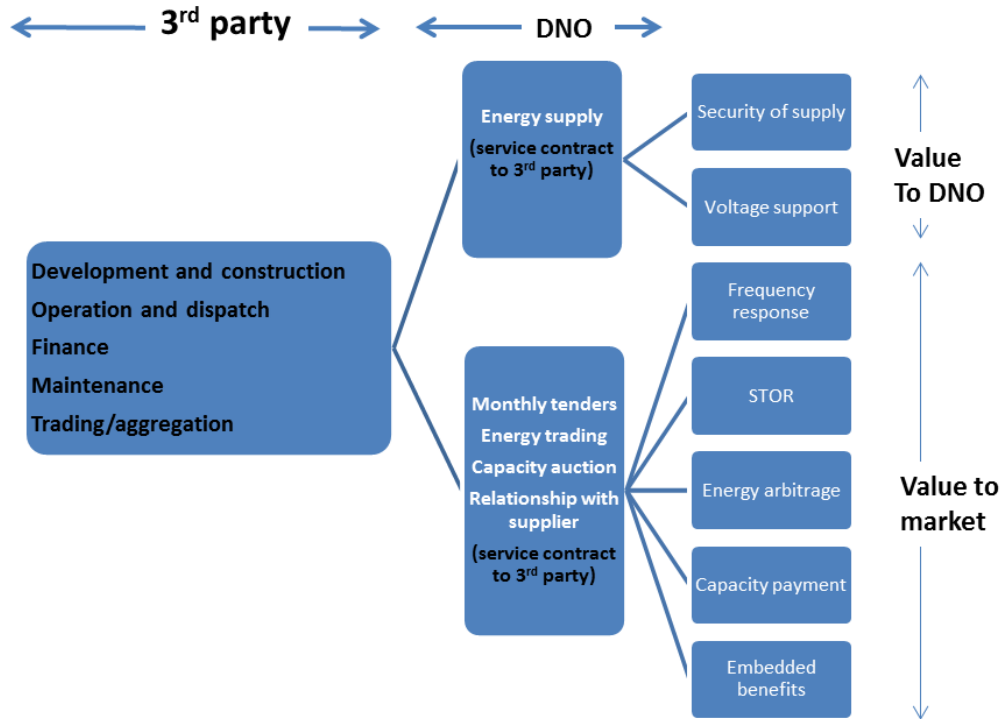 3rd party
DNO
Development and construction
Operation and dispatch
Finance
Maintenance
Trading/aggregation
Energy supply
(service contract
to 3rd party)
Monthly tenders
Energy trading
Capacity auction
Relationship with
supplier
(service contract
to 3rd party)
Security of supply
Voltage support
Frequency
response
STOR
Energy arbitrage
Capacity payment
Embedded
benefits
Value
To DNO
Value to
market